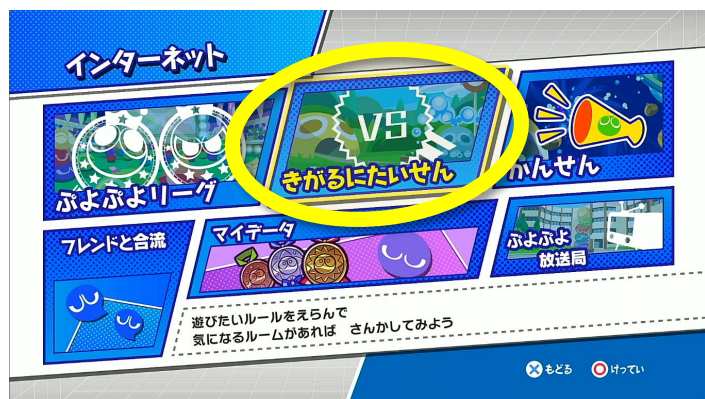 インターネット
ぷよぷよリーグ
VS
きがるにたいせん
かんせん
フレンドと合流
マイデータ
ぷよぷよ
放送局
遊びたいルールをえらんで
気になるルームがあれば さんかしてみよう
もどる けってい